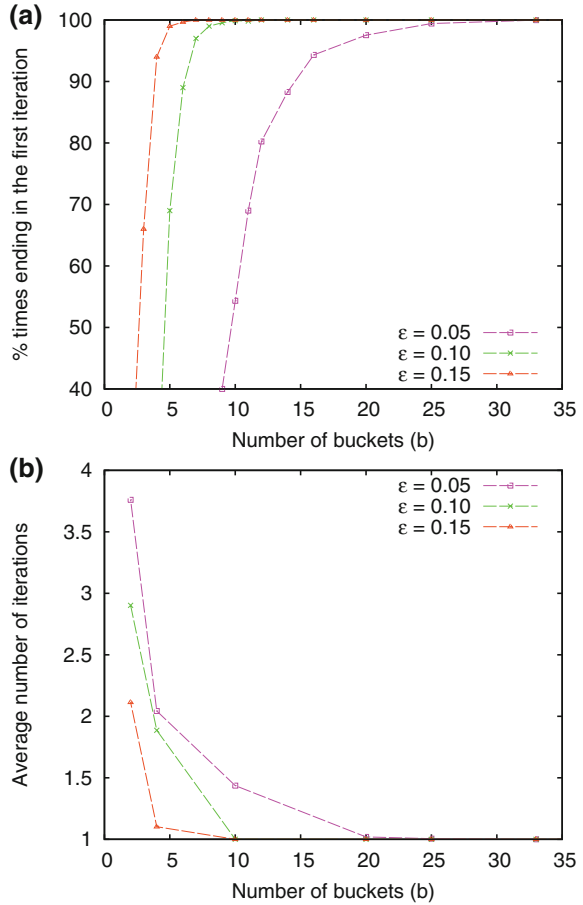 (a)
% times ending in the first iteration
100
90
80
70
60
50
40
ε = 0.05
ε = 0.10
ε = 0.15
0 5 10 15 20 25 30 35
Number of buckets (b)
(b)
Average number of iterations
4
3.5
3
2.5
2
1.5
1
ε = 0.05
ε = 0.10
ε = 0.15
0 5 10 15 20 25 30 35
Number of buckets (b)